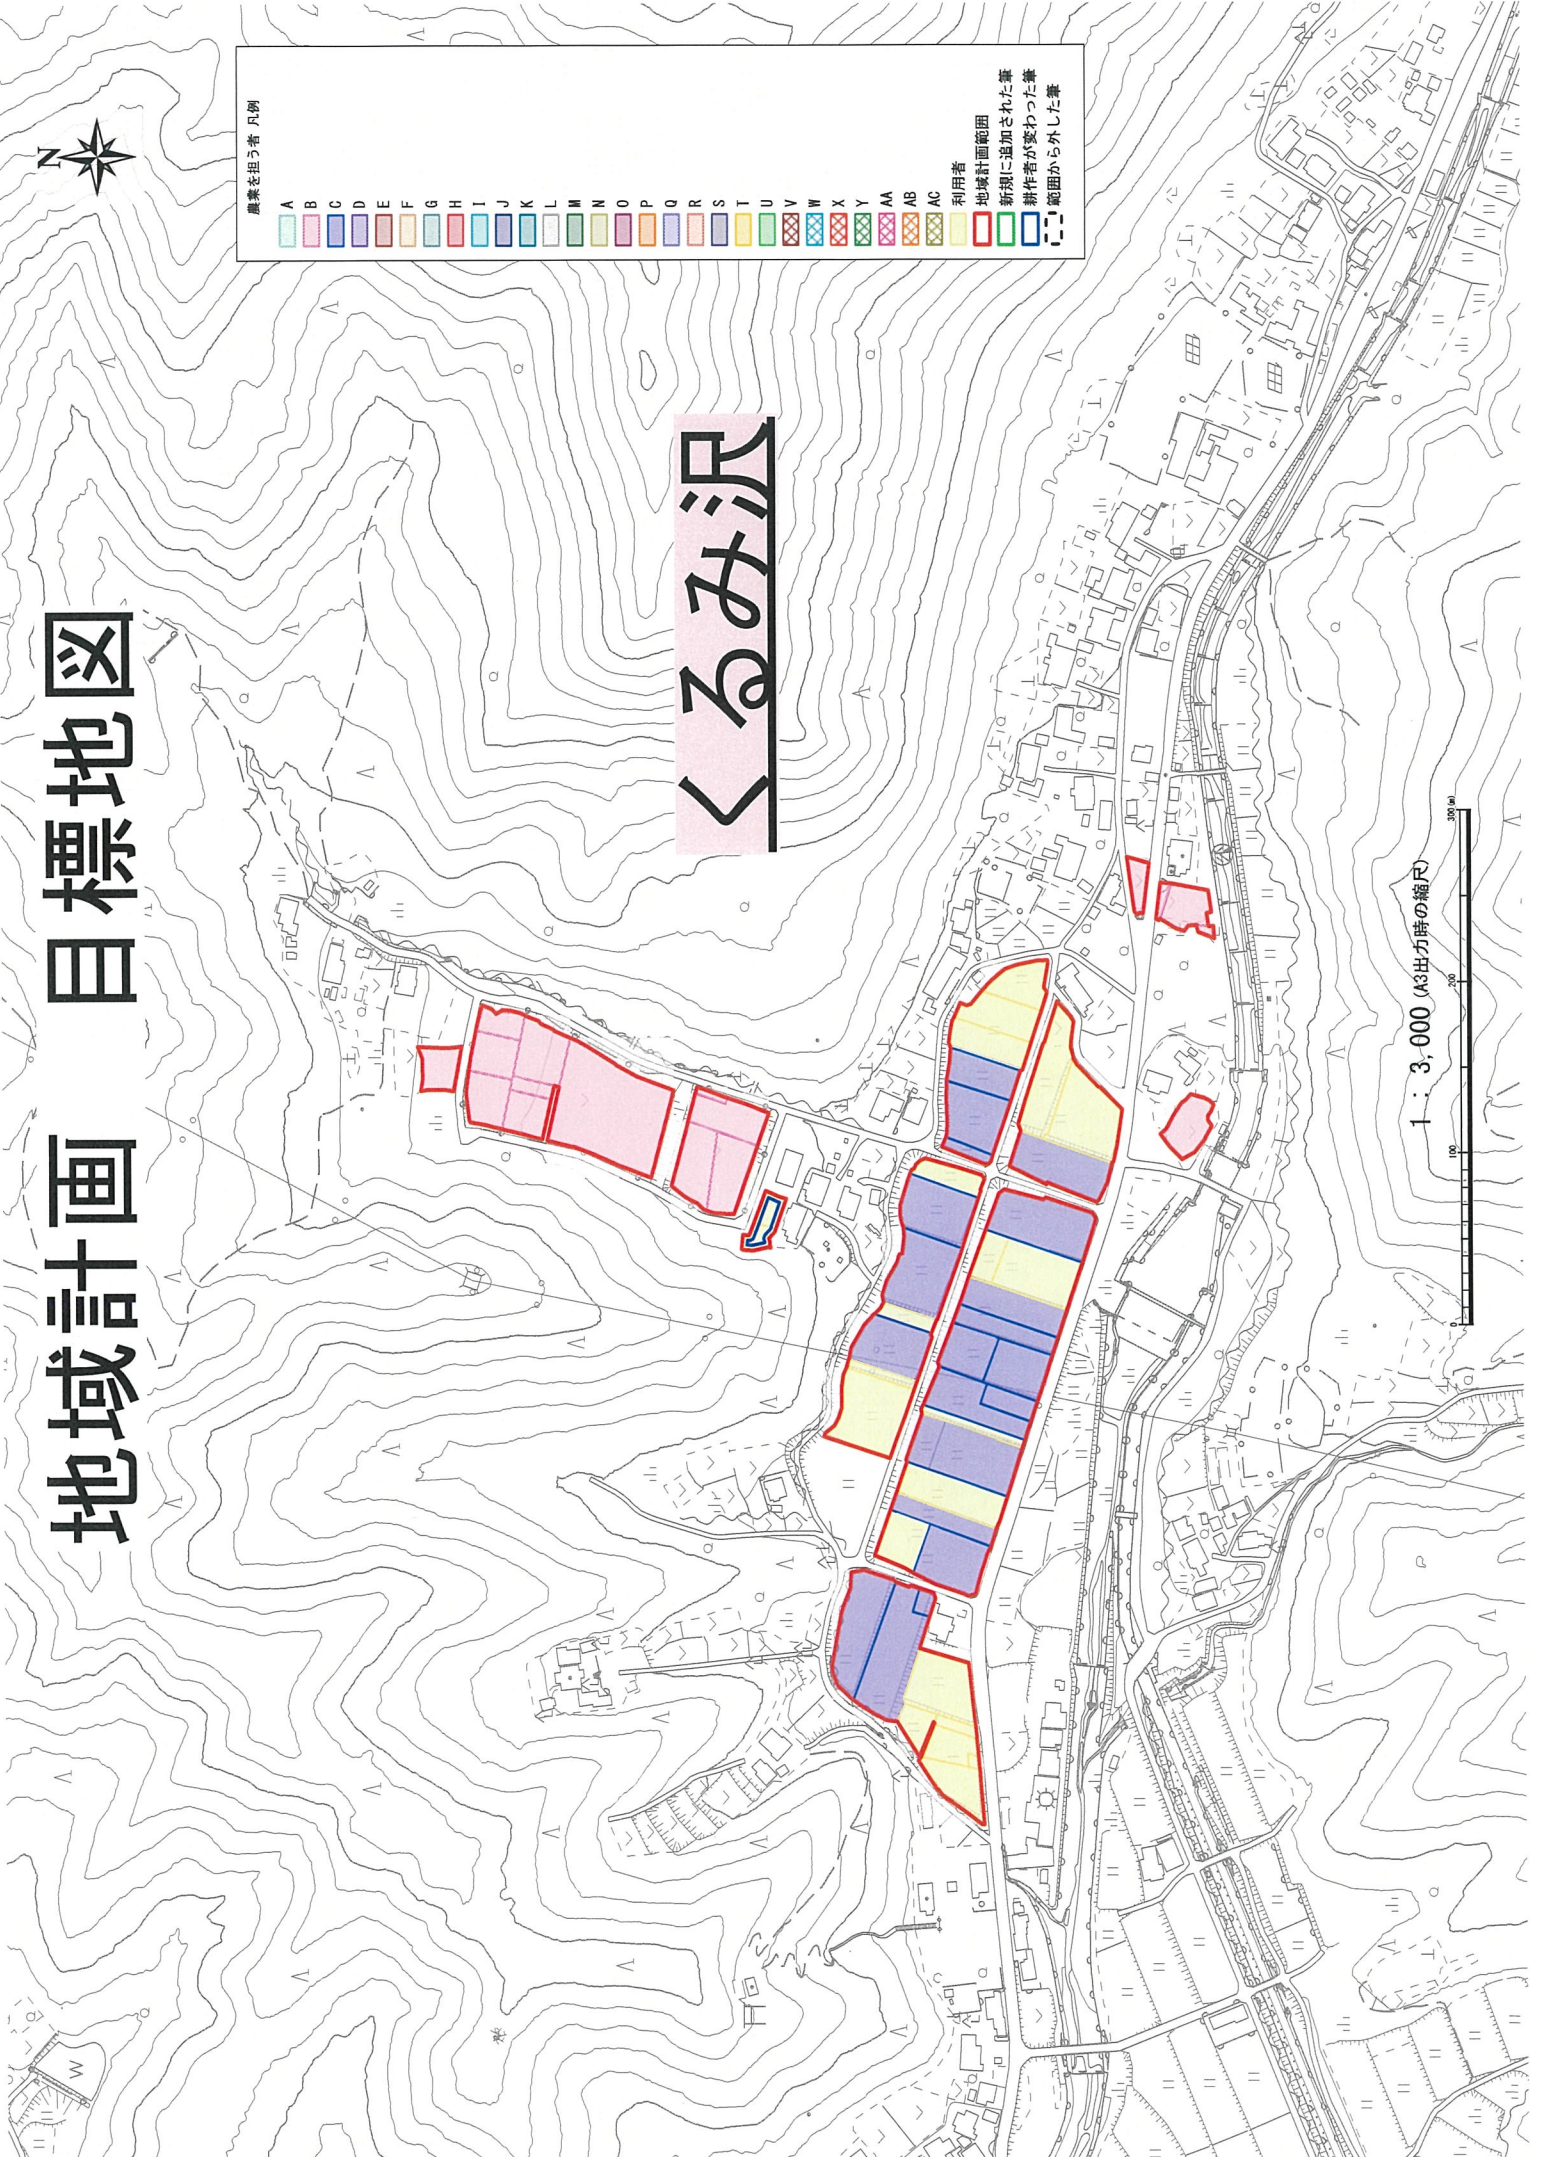 地域計画 目標地図
N
農業を担う者 凡例
A
B
C
D
E
F
G
H
I
J
K
L
M
N
O
P
Q
R
S
T
U
V
W
X
Y
AA
AB
AC
利用者
地域計画範囲
新規に追加された筆
耕作者が変わった筆
範囲から外した筆
くるみ沢
1 : 3,000 (A3出力時の縮尺)
0 100 200 300(m)
W